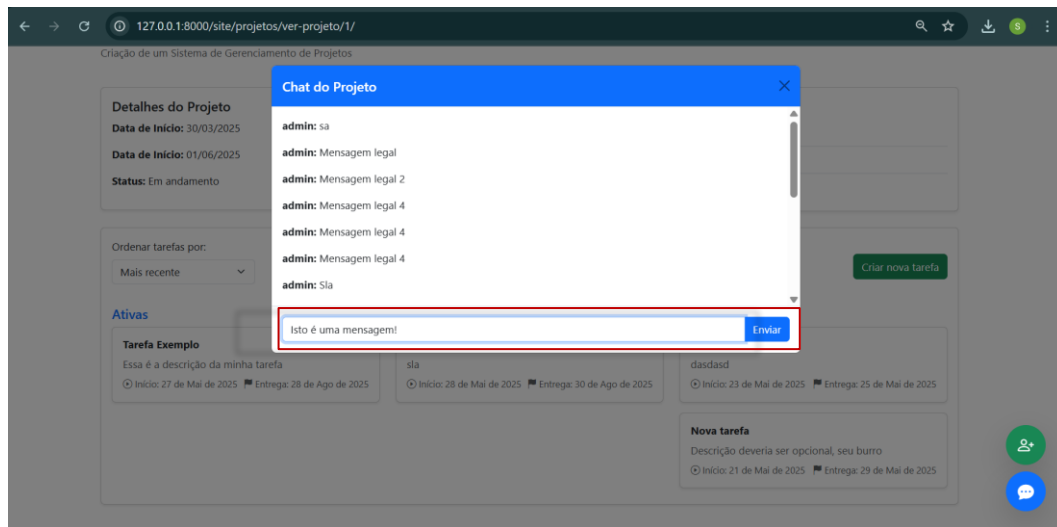 127.0.0.1:8000/site/projetos/ver-projeto/1/
S
Criação de um Sistema de Gerenciamento de Projetos
Chat do Projeto
admin: sa
admin: Mensagem legal
admin: Mensagem legal 2
admin: Mensagem legal 4
admin: Mensagem legal 4
admin: Mensagem legal 4
admin: Sla
Isto é uma mensagem!
Enviar
Detalhes do Projeto
Data de Início: 30/03/2025
Data de Início: 01/06/2025
Status: Em andamento
Ordenar tarefas por:
Mais recente
Criar nova tarefa
Ativas
Tarefa Exemplo
Essa é a descrição da minha tarefa
Início: 27 de Mai de 2025 Entrega: 28 de Ago de 2025
sla
Início: 28 de Mai de 2025 Entrega: 30 de Ago de 2025
dasdasd
Início: 23 de Mai de 2025 Entrega: 25 de Mai de 2025
Nova tarefa
Descrição deveria ser opcional, seu burro
Início: 21 de Mai de 2025 Entrega: 29 de Mai de 2025